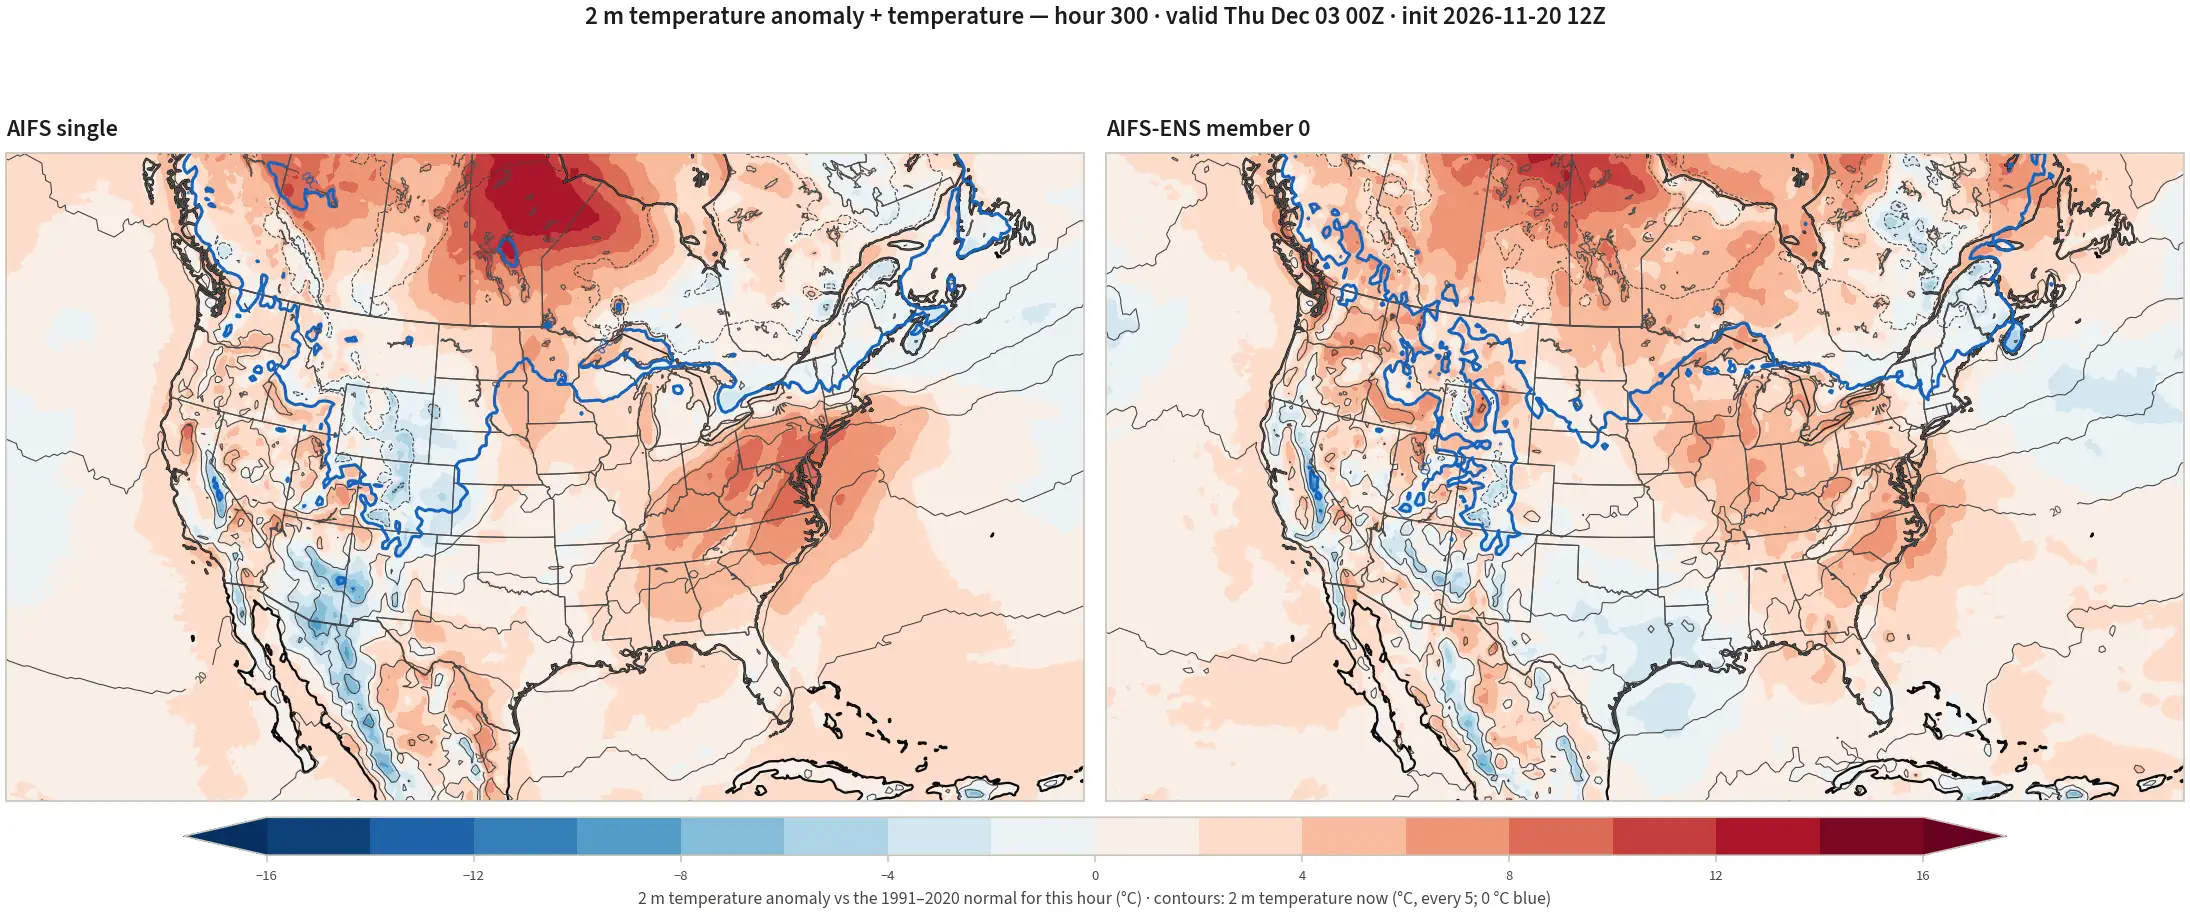 2 m temperature anomaly + temperature — hour 300 · valid Thu Dec 03 00Z · init 2026-11-20 12Z
AIFS single
AIFS-ENS member 0
20
20
−16 −12 −8 −4 0 4 8 12 16
2 m temperature anomaly vs the 1991–2020 normal for this hour (°C) · contours: 2 m temperature now (°C, every 5; 0 °C blue)